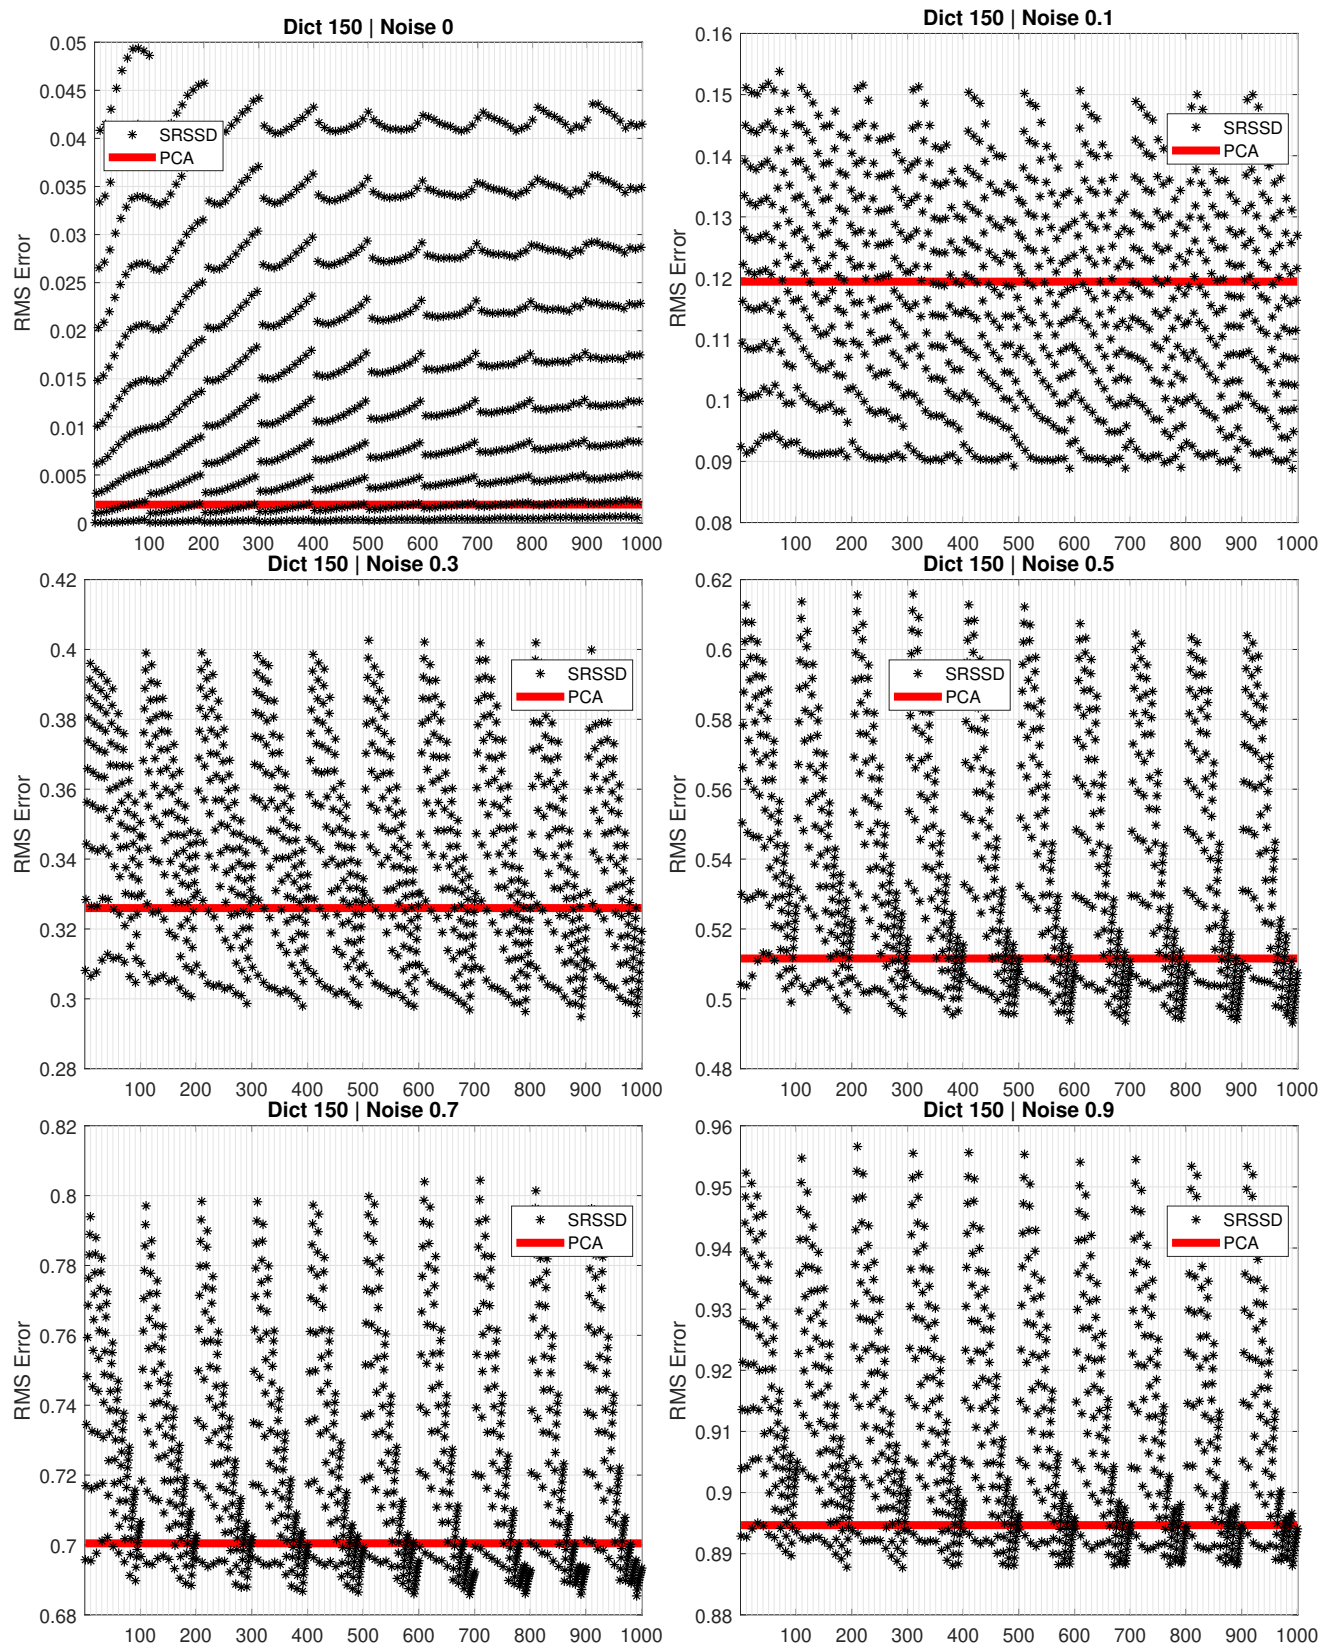 Dict 150 | Noise 0
0.05
0.045
0.04
0.035
0.03
0.025
0.02
0.015
0.01
0.005
0
RMS Error
SRSSD
PCA
100 200 300 400 500 600 700 800 900 1000
Dict 150 | Noise 0.1
0.16
0.15
0.14
0.13
0.12
0.11
0.1
0.09
0.08
RMS Error
SRSSD
PCA
100 200 300 400 500 600 700 800 900 1000
Dict 150 | Noise 0.3
0.42
0.4
0.38
0.36
0.34
0.32
0.3
0.28
RMS Error
SRSSD
PCA
100 200 300 400 500 600 700 800 900 1000
Dict 150 | Noise 0.5
0.62
0.6
0.58
0.56
0.54
0.52
0.5
0.48
RMS Error
SRSSD
PCA
100 200 300 400 500 600 700 800 900 1000
Dict 150 | Noise 0.7
0.82
0.8
0.78
0.76
0.74
0.72
0.7
0.68
RMS Error
SRSSD
PCA
100 200 300 400 500 600 700 800 900 1000
Dict 150 | Noise 0.9
0.96
0.95
0.94
0.93
0.92
0.91
0.9
0.89
0.88
RMS Error
SRSSD
PCA
100 200 300 400 500 600 700 800 900 1000